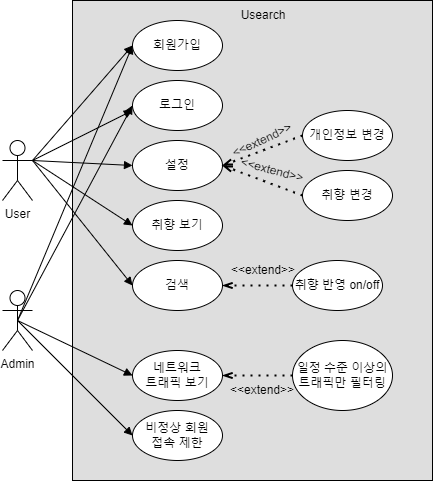 Usearch
회원가입
로그인
<<extend>>
개인정보 변경
설정
<<extend>>
취향 변경
User
취향 보기
<<extend>>
검색
취향 반영 on/off
Admin
네트워크
트래픽 보기
일정 수준 이상의
트래픽만 필터링
<<extend>>
비정상 회원
접속 제한